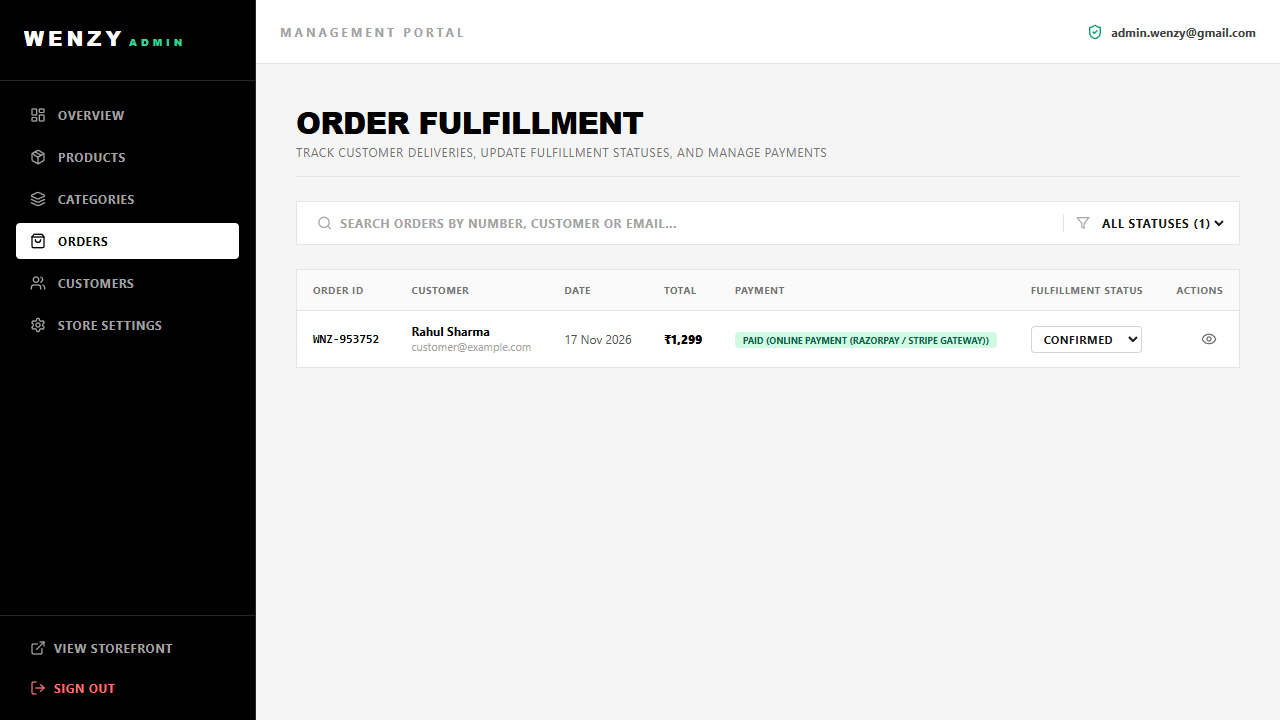 WENZY ADMIN
MANAGEMENT PORTAL
admin.wenzy@gmail.com
OVERVIEW
PRODUCTS
CATEGORIES
ORDERS
CUSTOMERS
STORE SETTINGS
VIEW STOREFRONT
SIGN OUT
ORDER FULFILLMENT
TRACK CUSTOMER DELIVERIES, UPDATE FULFILLMENT STATUSES, AND MANAGE PAYMENTS
SEARCH ORDERS BY NUMBER, CUSTOMER OR EMAIL...
ALL STATUSES (1)
ORDER ID CUSTOMER DATE TOTAL PAYMENT FULFILLMENT STATUS ACTIONS
WNZ-953752 Rahul Sharma 17 Nov 2026 ₹1,299 PAID (ONLINE PAYMENT (RAZORPAY / STRIPE GATEWAY)) CONFIRMED
customer@example.com